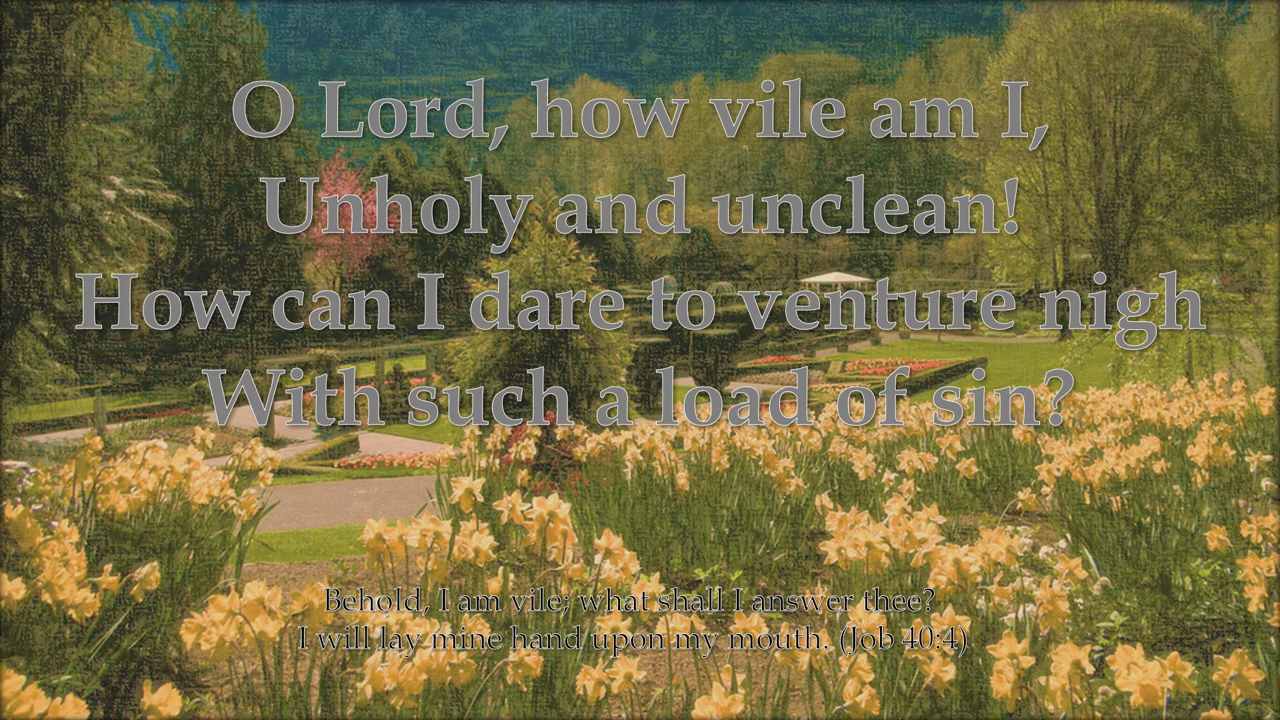 O Lord, how vile am I,
Unholy and unclean!
How can I dare to venture nigh
With such a load of sin?
Behold, I am vile; what shall I answer thee?
I will lay mine hand upon my mouth. (Job 40:4)